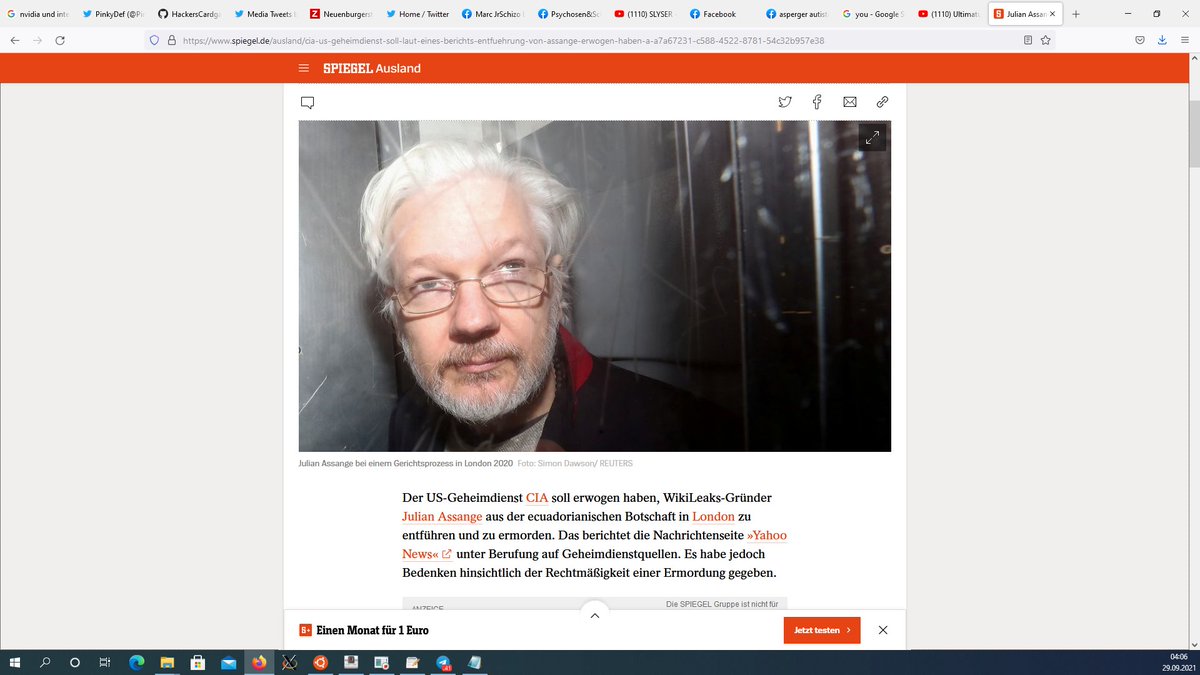 nvidia und inte
PinkyDef (@Pi
HackersCardga
Media Tweets b
Neuenburgerst
Home / Twitter
Marc JrSchizo
Psychosen&Sc
(1110) SLYSER -
Facebook
asperger autist
you - Google S
(1110) Ultimat
Julian Assan
https://www.spiegel.de/ausland/cia-us-geheimdienst-soll-laut-eines-berichts-entfuehrung-von-assange-erwogen-haben-a-a7a67231-c588-4522-8781-54c32b957e38
SPIEGEL Ausland
Julian Assange bei einem Gerichtsprozess in London 2020 Foto: Simon Dawson/ REUTERS
Der US-Geheimdienst CIA soll erwogen haben, WikiLeaks-Gründer
Julian Assange aus der ecuadorianischen Botschaft in London zu
entführen und zu ermorden. Das berichtet die Nachrichtenseite »Yahoo
News« unter Berufung auf Geheimdienstquellen. Es habe jedoch
Bedenken hinsichtlich der Rechtmäßigkeit einer Ermordung gegeben.
ANZEIGE
Die SPIEGEL Gruppe ist nicht für
S+ Einen Monat für 1 Euro
Jetzt testen
04:06
29.09.2021